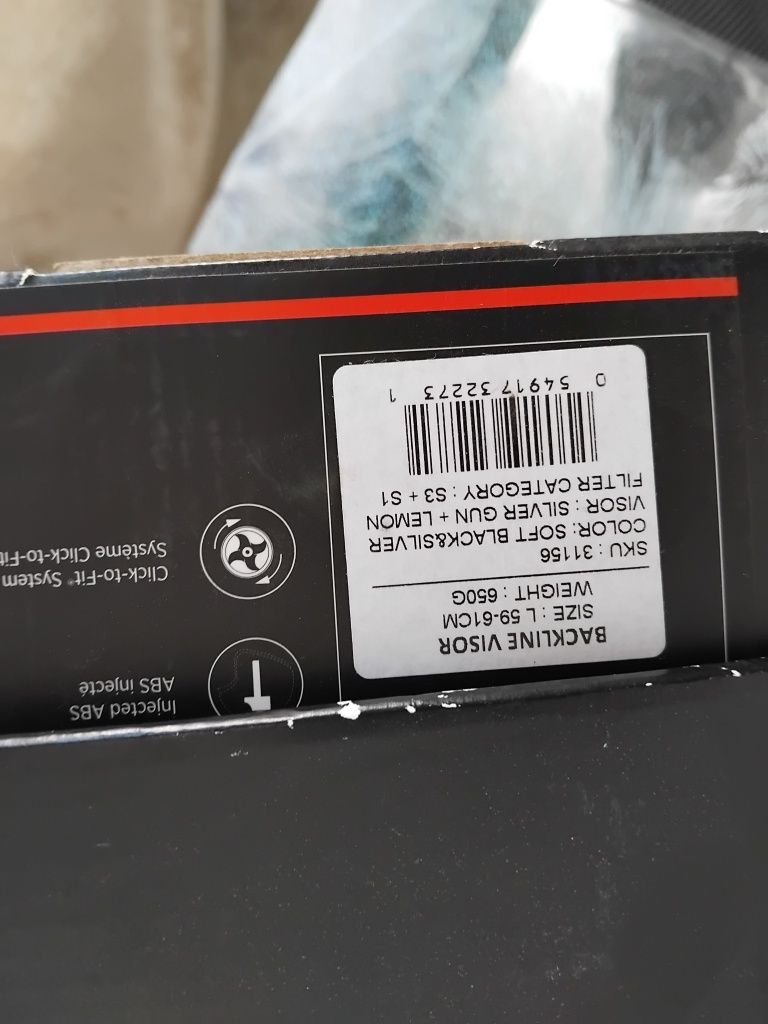 BACKLINE VISOR
SIZE : L 59-61CM
WEIGHT : 650G
SKU : 31156
COLOR: SOFT BLACK&SILVER
VISOR : SILVER GUN + LEMON
FILTER CATEGORY : S3 + S1
0 54917 32273 1
Injected ABS
ABS injecté
Click-to-Fit® System
Système Click-to-Fit